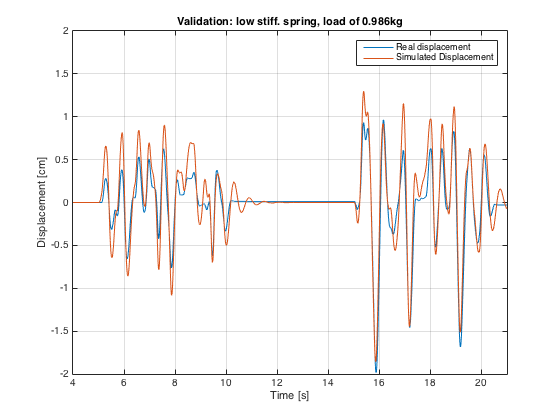 Validation: low stiff. spring, load of 0.986kg
Real displacement
Simulated Displacement
2
1.5
1
0.5
0
-0.5
-1
-1.5
-2
Displacement [cm]
4 6 8 10 12 14 16 18 20
Time [s]